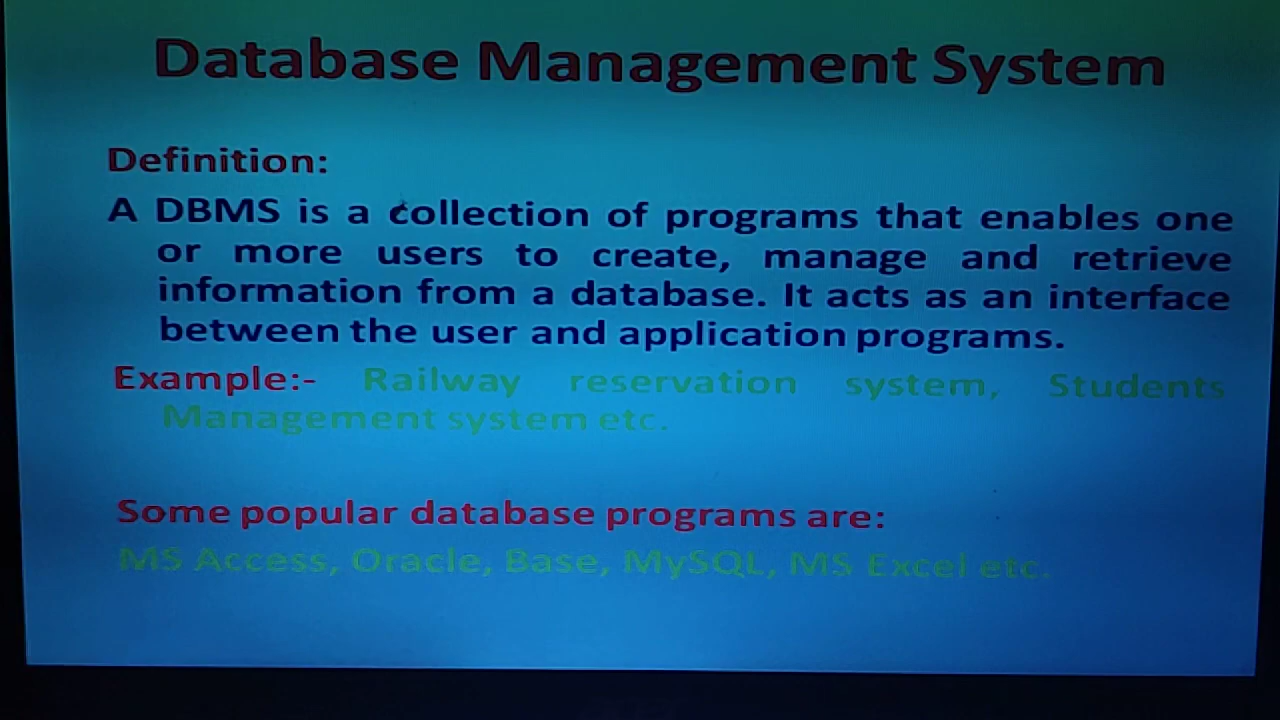 Database Management System
Definition:
A DBMS is a collection of programs that enables one
or more users to create, manage and retrieve
information from a database. It acts as an interface
between the user and application programs.
Example:- Railway reservation system, Students
Management system etc.
Some popular database programs are:
MS Access, Oracle, Base, MySQL, MS Excel etc.